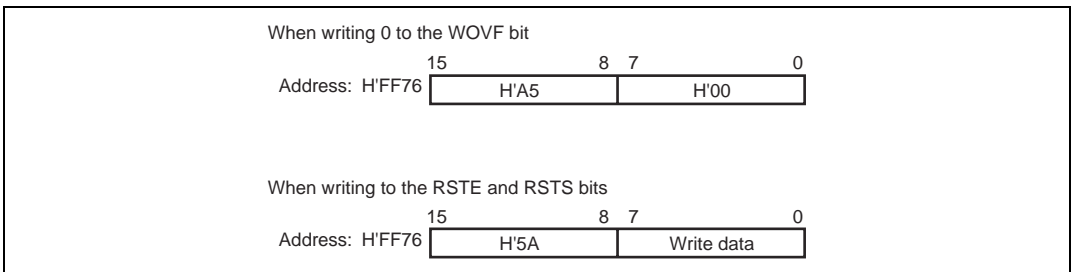 When writing 0 to the WOVF bit
15 8 7 0
Address: H'FF76 H'A5 H'00
When writing to the RSTE and RSTS bits
15 8 7 0
Address: H'FF76 H'5A Write data